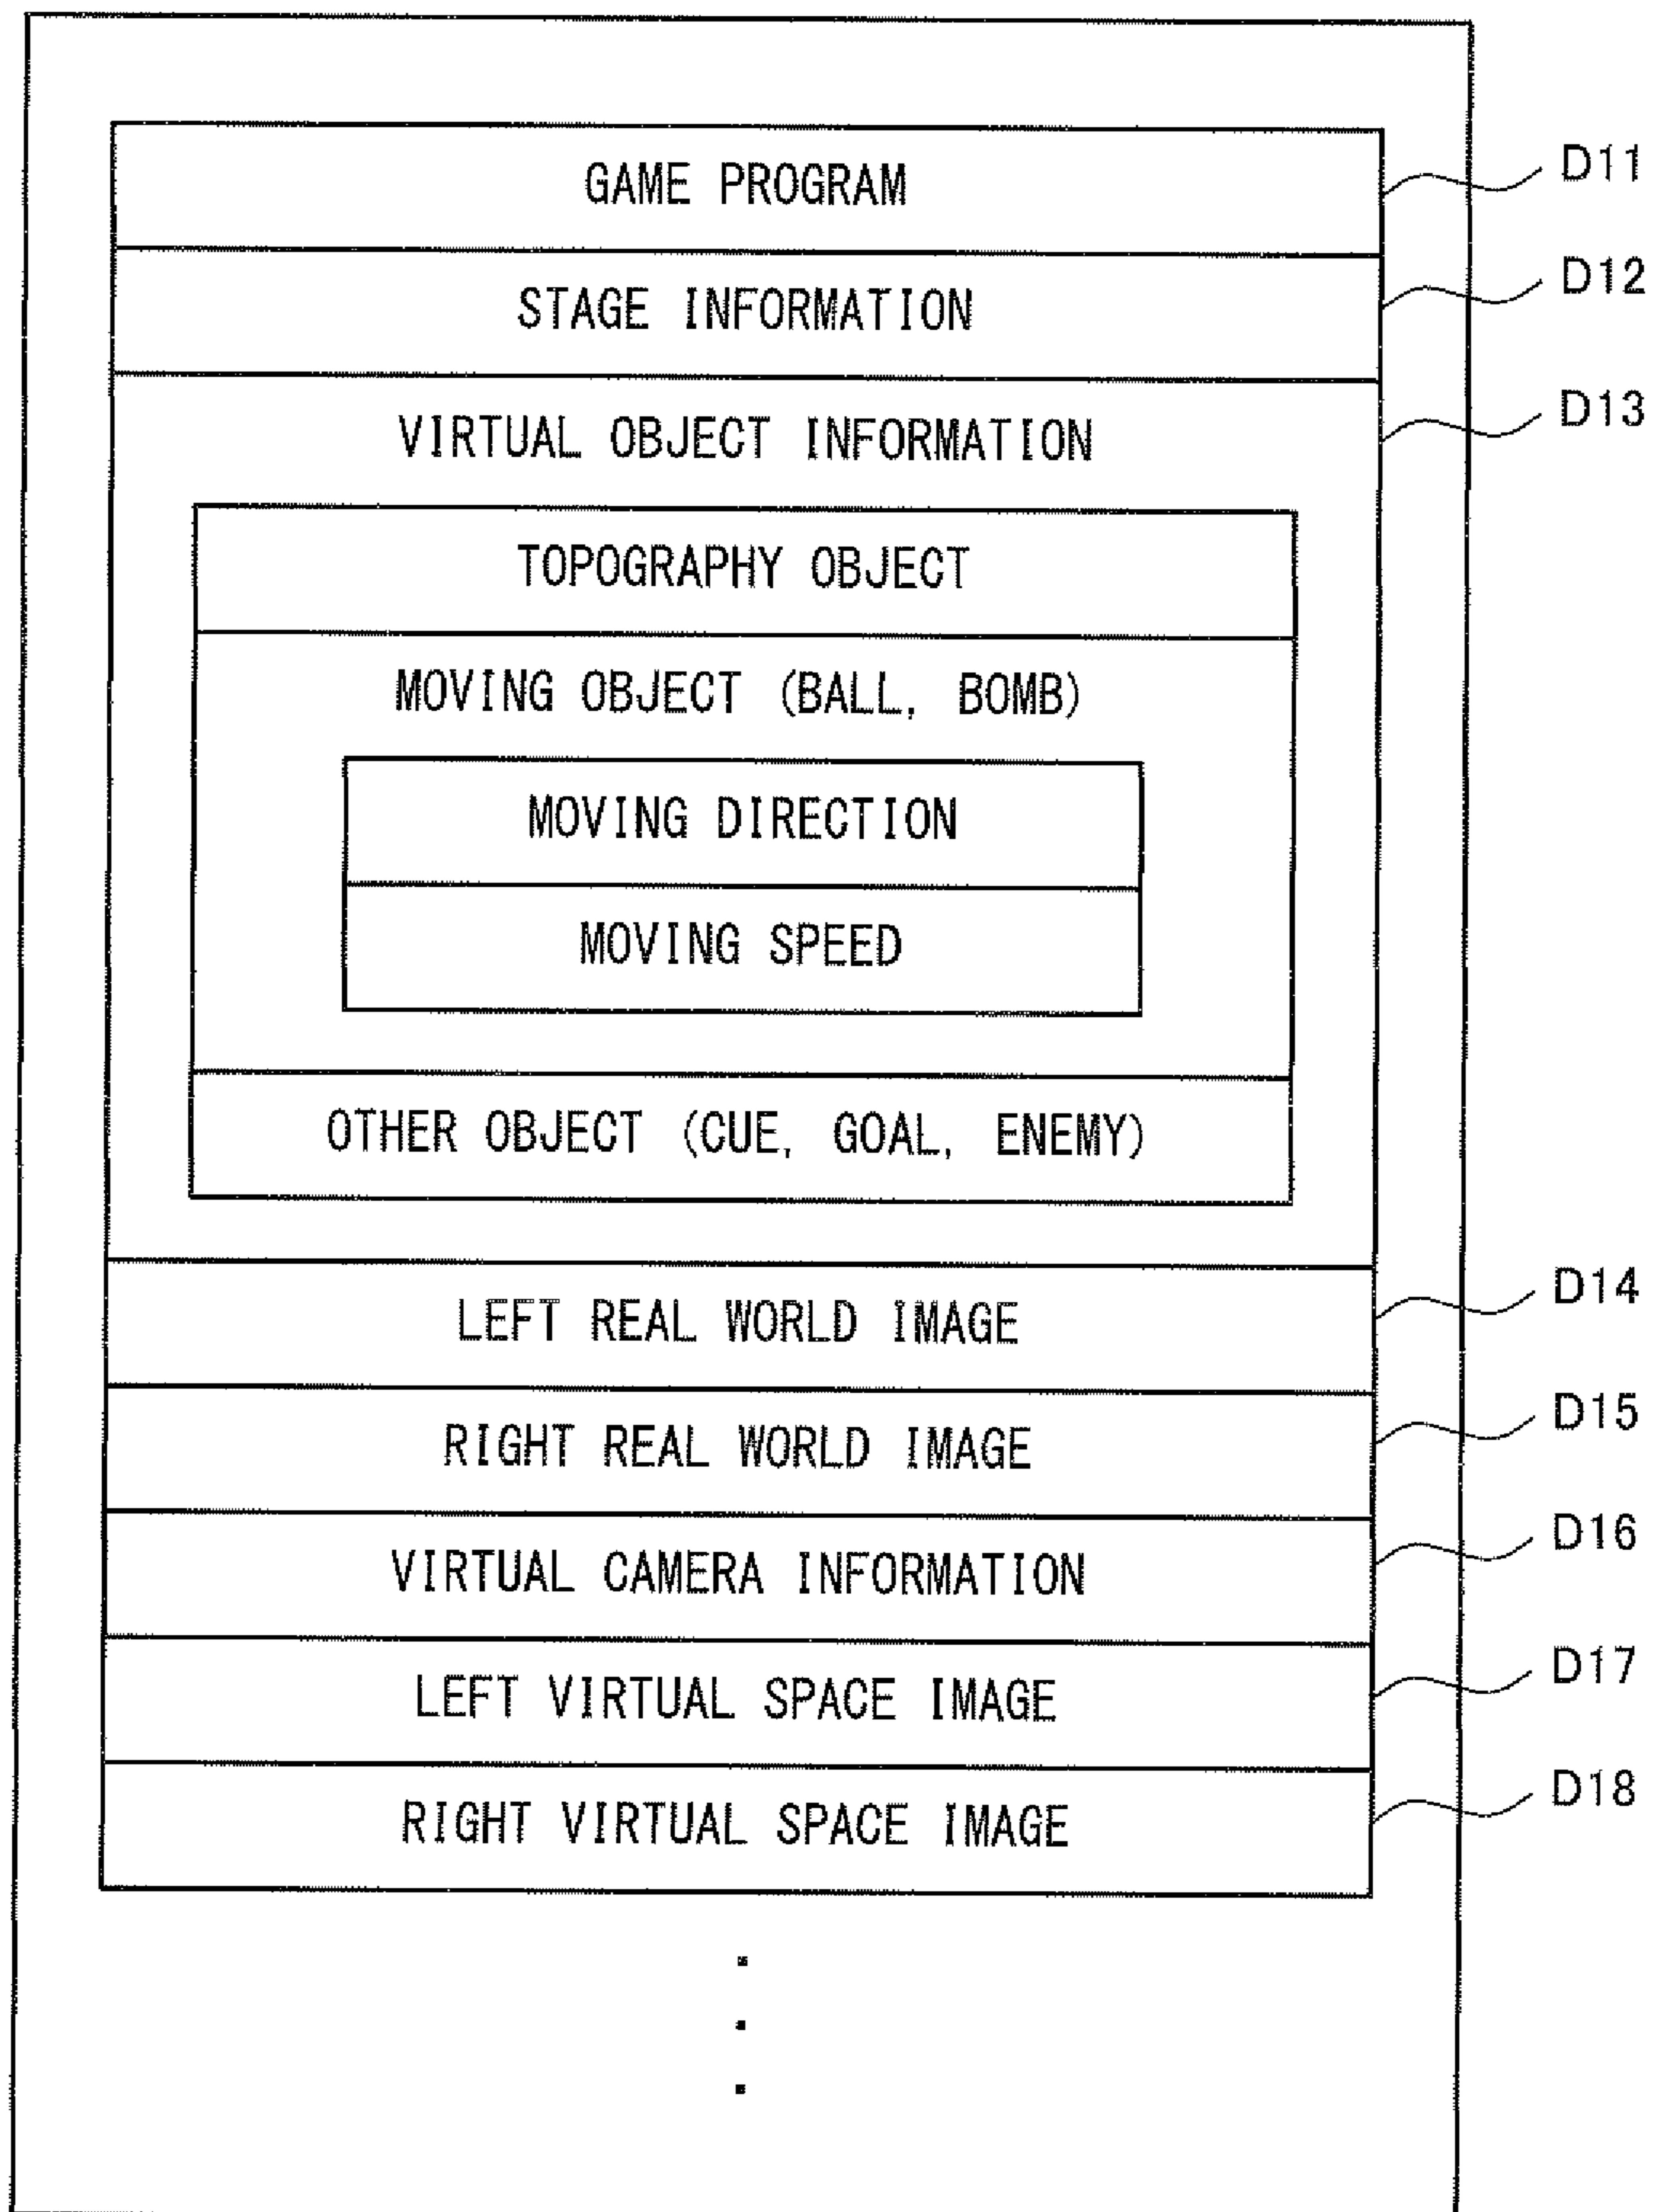 GAME PROGRAM D11
STAGE INFORMATION D12
VIRTUAL OBJECT INFORMATION D13
TOPOGRAPHY OBJECT
MOVING OBJECT (BALL, BOMB)
MOVING DIRECTION
MOVING SPEED
OTHER OBJECT (CUE, GOAL, ENEMY)
LEFT REAL WORLD IMAGE D14
RIGHT REAL WORLD IMAGE D15
VIRTUAL CAMERA INFORMATION D16
LEFT VIRTUAL SPACE IMAGE D17
RIGHT VIRTUAL SPACE IMAGE D18